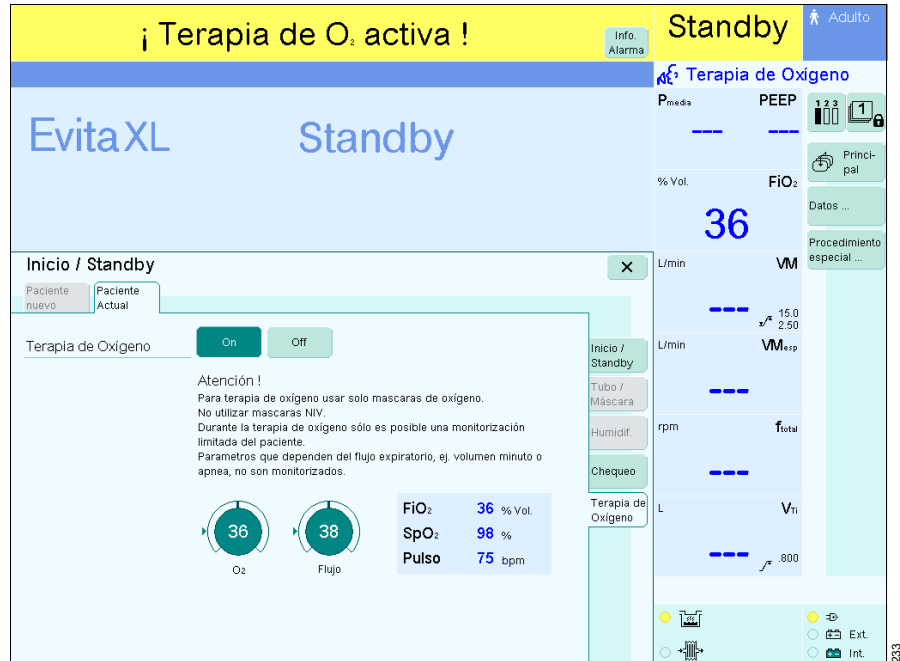 ¡ Terapia de O₂ activa !
Info.
Alarma
Standby
Adulto
Terapia de Oxígeno
Evita XL
Standby
Pmedia
PEEP
---
---
1 2 3
1
Princi-
pal
% Vol.
FiO₂
36
Datos ...
Procedimiento
especial ...
Inicio / Standby
×
Paciente
nuevo
Paciente
Actual
Terapia de Oxígeno
On
Off
Atención !
Para terapia de oxígeno usar solo mascaras de oxígeno.
No utilizar mascaras NIV.
Durante la terapia de oxígeno sólo es posible una monitorización
limitada del paciente.
Parametros que dependen del flujo expiratorio, ej. volumen minuto o
apnea, no son monitorizados.
36
O₂
38
Flujo
FiO₂ 36 % Vol.
SpO₂ 98 %
Pulso 75 bpm
Inicio /
Standby
Tubo /
Máscara
Humidif.
Chequeo
Terapia de
Oxígeno
L/min
VM
---
15.0
2.50
L/min
VMesp
---
rpm
ftotal
---
L
VTi
---
.800
Ext.
Int.
233